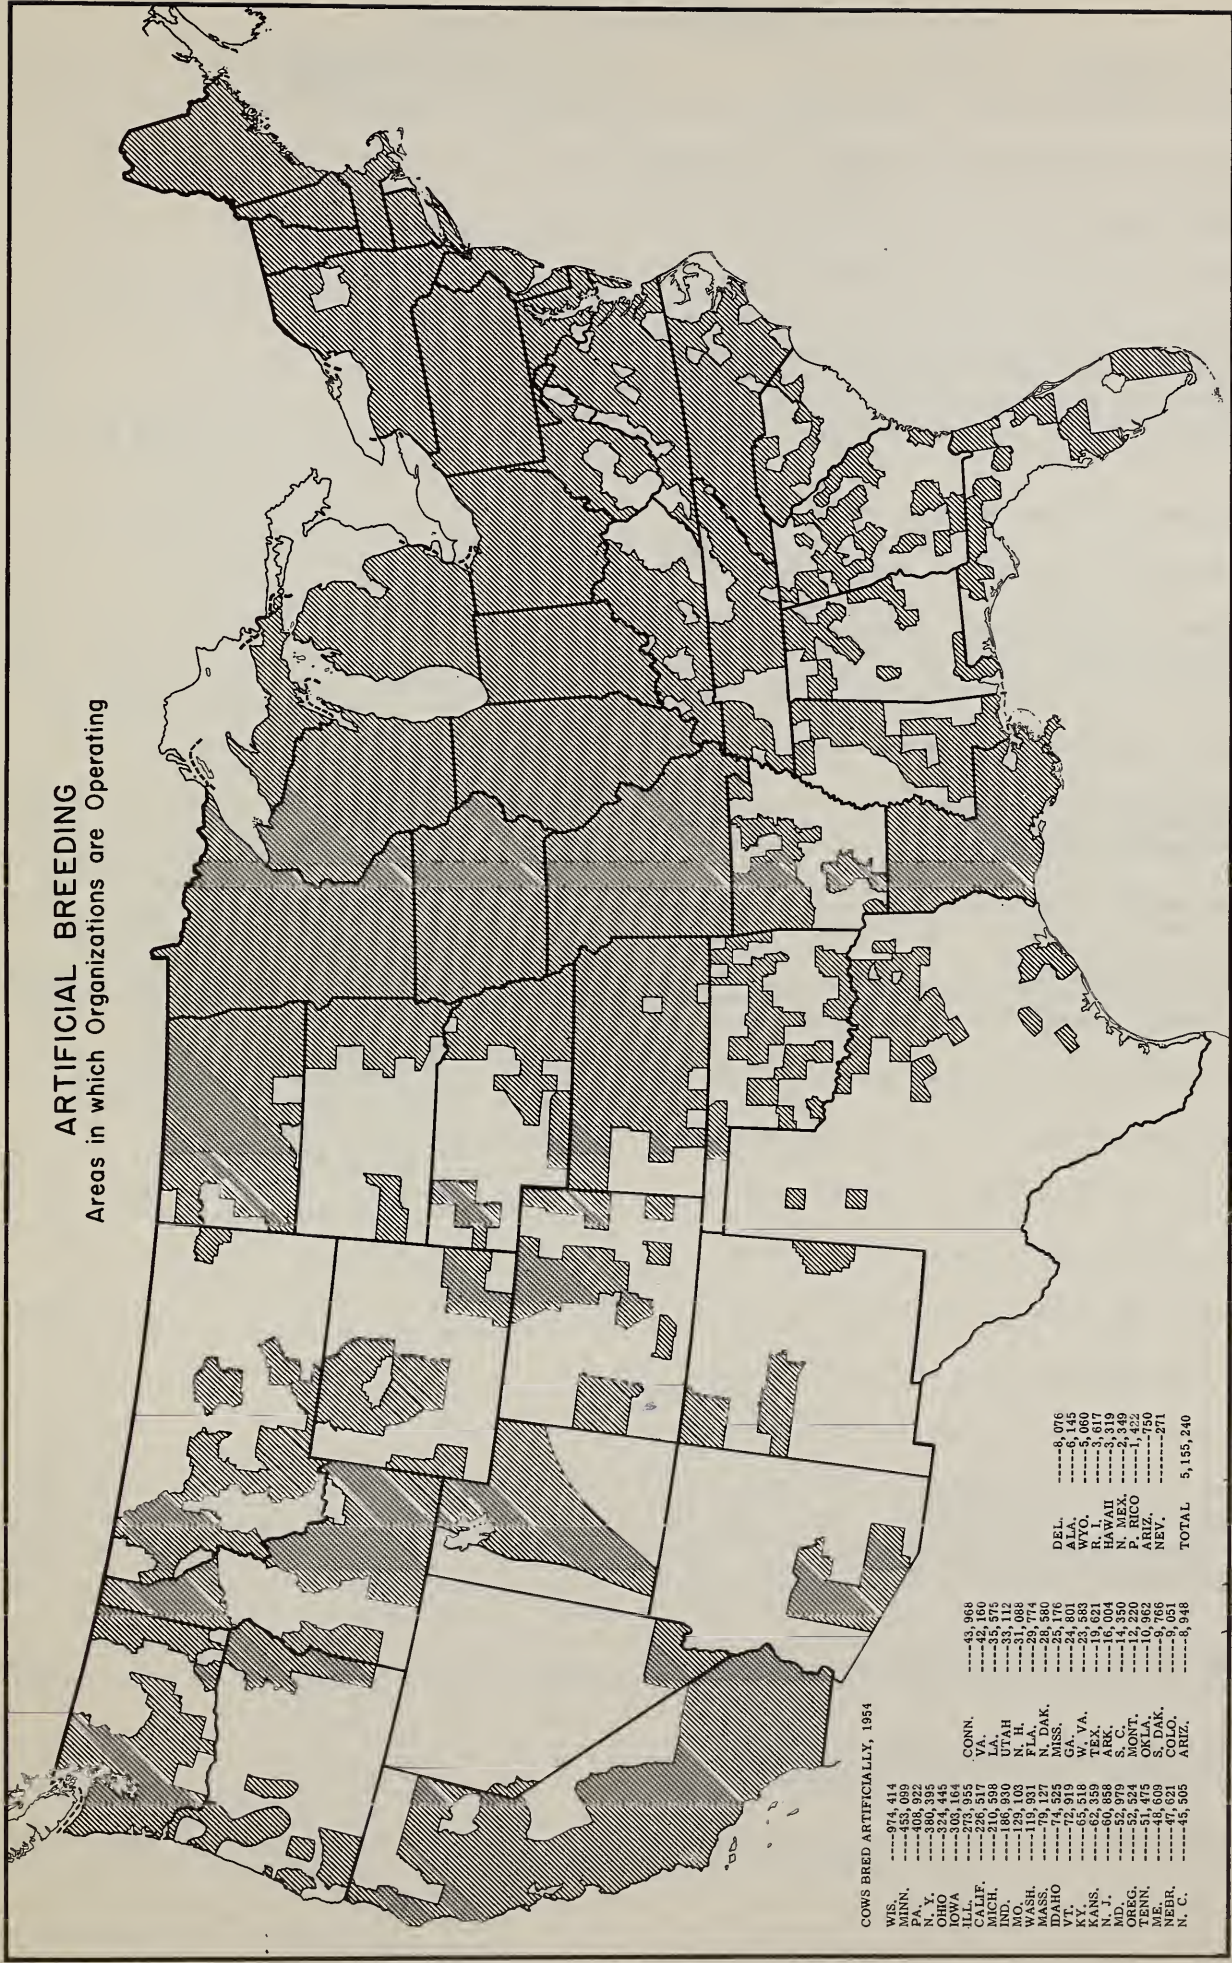 ARTIFICIAL BREEDING
Areas in which Organizations are Operating
COWS BRED ARTIFICIALLY, 1954
WIS. -----974,414
MINN. -----453,099
PA. -----408,922
N. Y. -----380,395
OHIO -----324,445
IOWA -----303,164
ILL. -----273,955
CALIF. -----226,517
MICH. -----210,598
IND. -----186,930
MO. -----129,103
WASH. -----119,931
MASS. -----79,127
IDAHO -----74,525
VT. -----72,919
KY. -----65,518
KANS. -----62,359
N. J. -----60,958
MD. -----52,979
OREG. -----52,524
TENN. -----51,475
ME. -----48,609
NEBR. -----47,621
N. C. -----45,505
CONN. -----43,968
VA. -----42,160
LA. -----35,575
UTAH -----33,112
N. H. -----31,088
FLA. -----29,774
N. DAK. -----28,580
MISS. -----25,176
GA. -----24,801
W. VA. -----23,583
TEX. -----19,621
ARK. -----16,004
S. C. -----14,350
MONT. -----12,220
OKLA. -----10,962
S. DAK. -----9,766
COLO. -----9,051
ARIZ. -----8,948
DEL. -----8,076
ALA. -----6,145
WYO. -----5,060
R. I. -----3,617
HAWAII -----3,319
N. MEX. -----2,349
P. RICO -----1,422
ARIZ. -----750
NEV. -----271
TOTAL 5,155,240